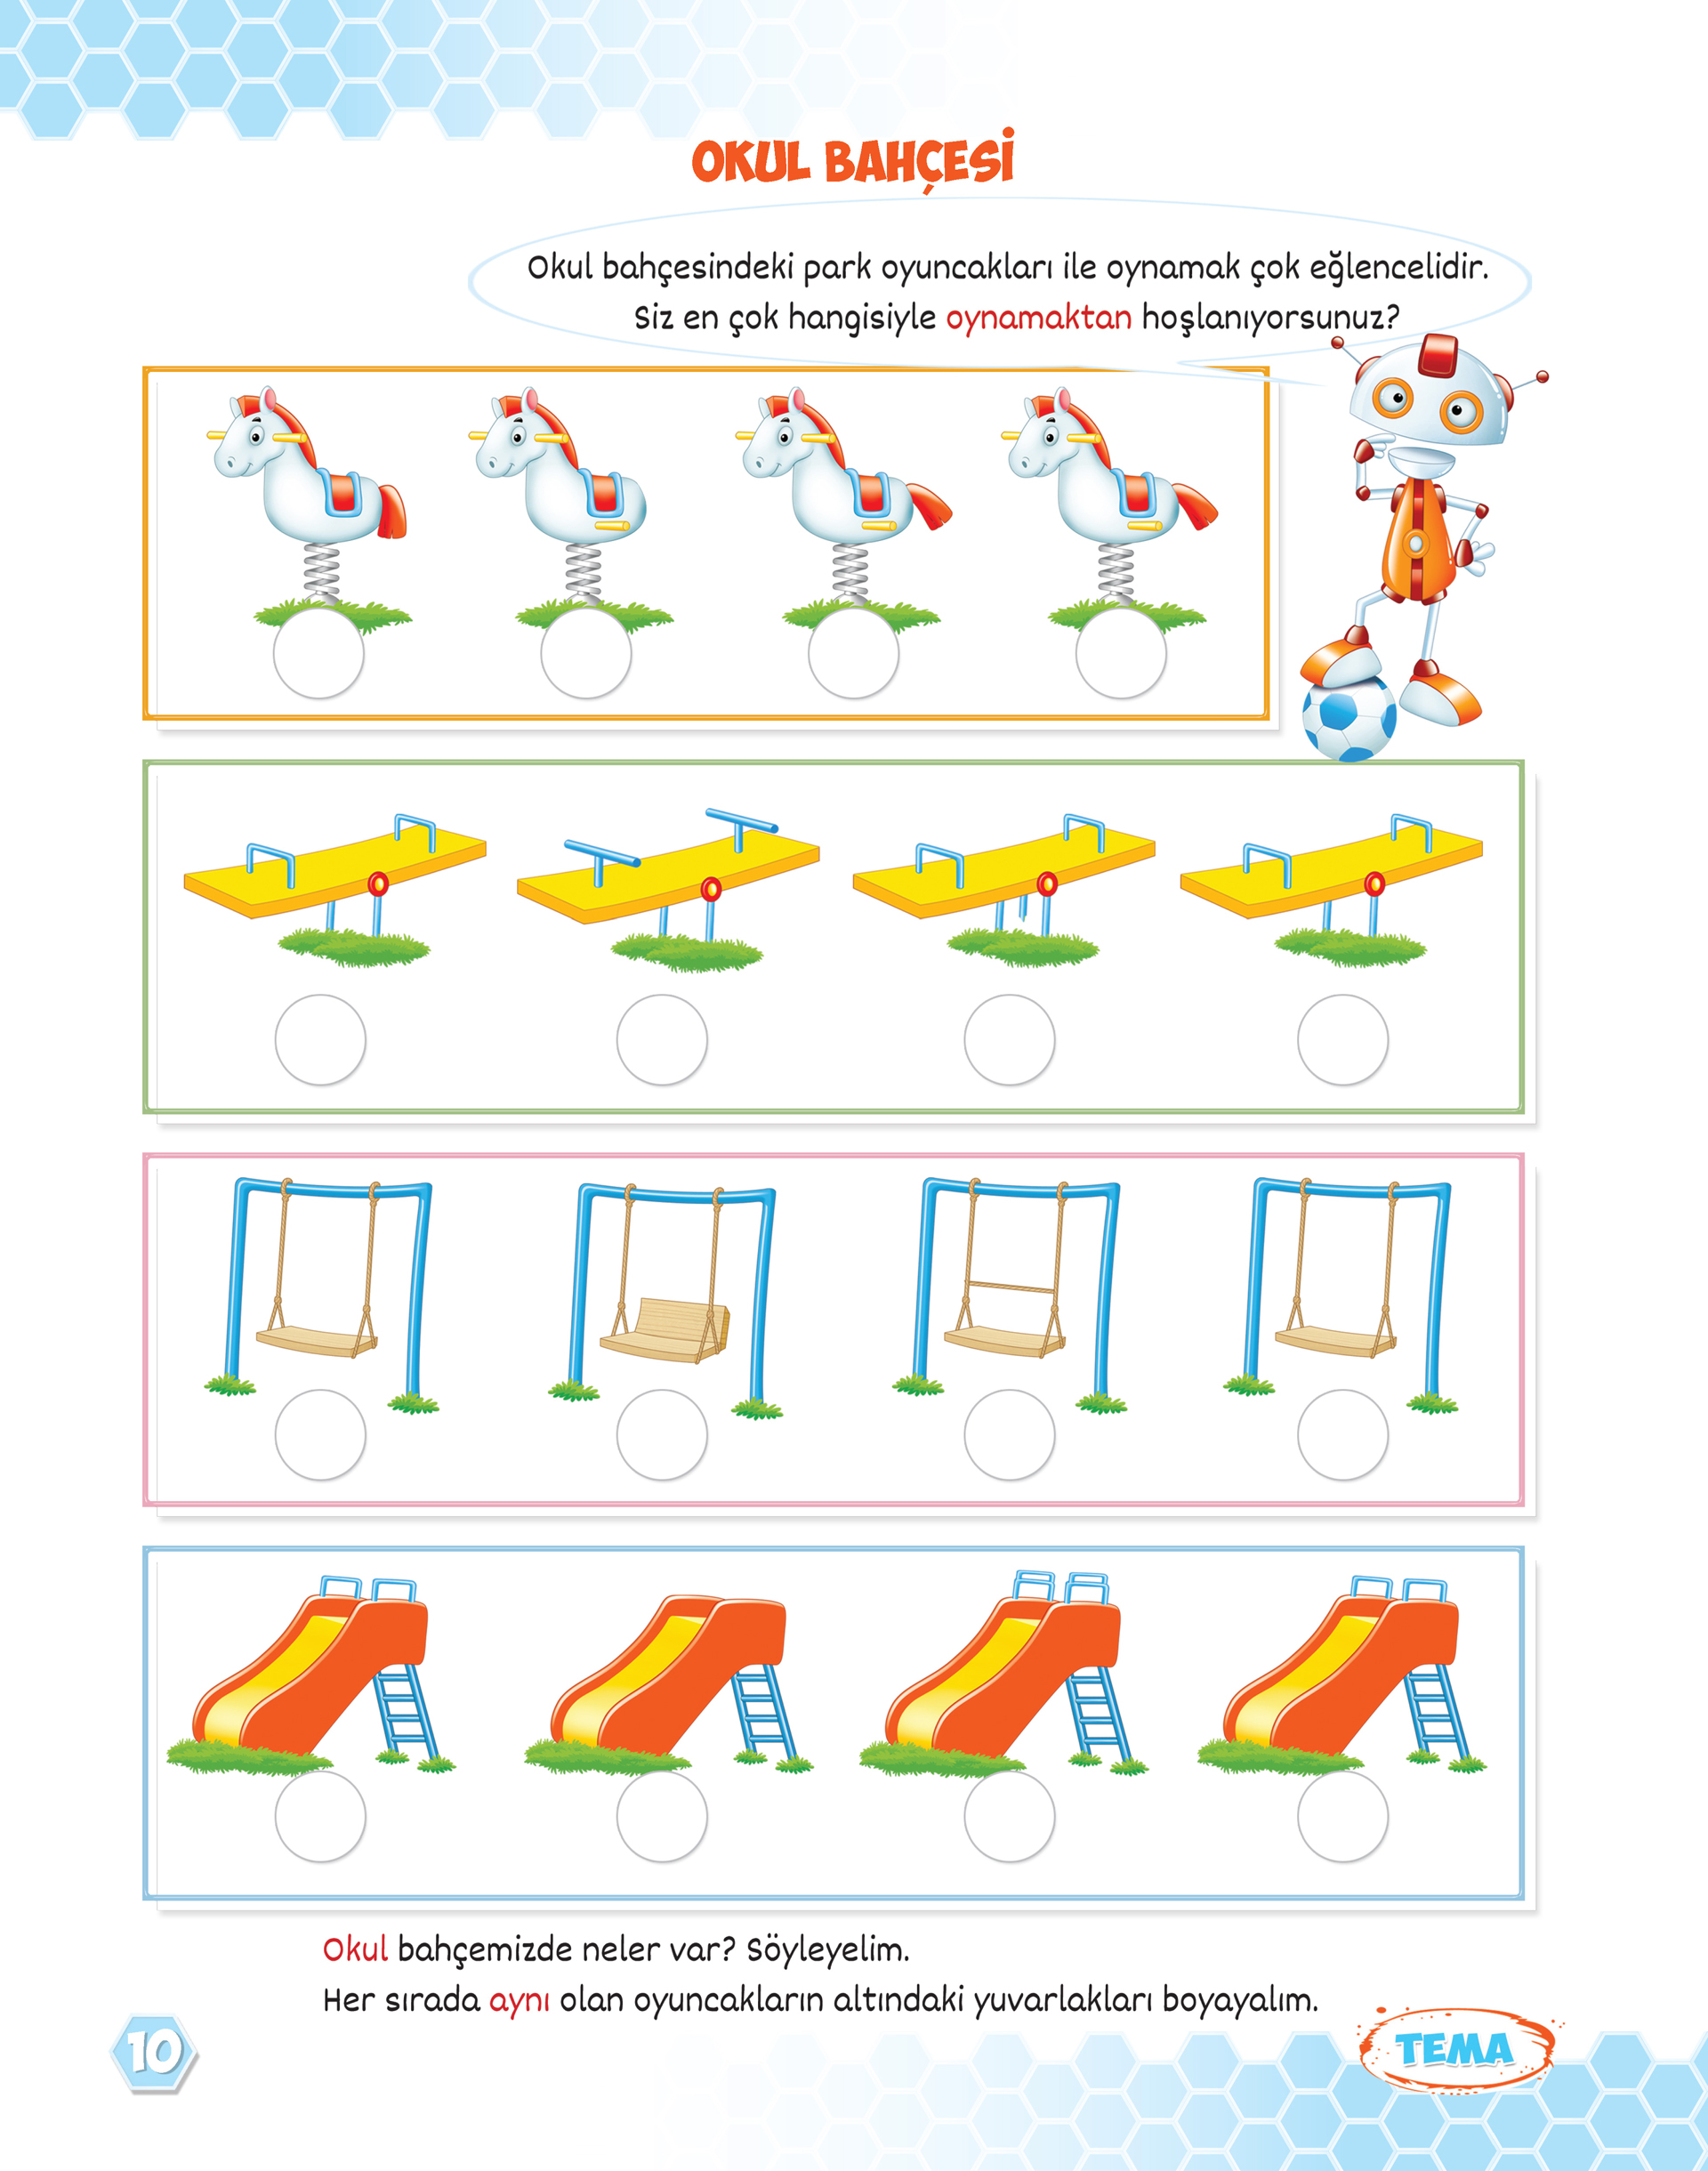 OKUL BAHÇESİ
Okul bahçesindeki park oyuncakları ile oynamak çok eğlencelidir.
Siz en çok hangisiyle oynamaktan hoşlanıyorsunuz?
Okul bahçemizde neler var? Söyleyelim.
Her sırada aynı olan oyuncakların altındaki yuvarlakları boyayalım.
10
TEMA